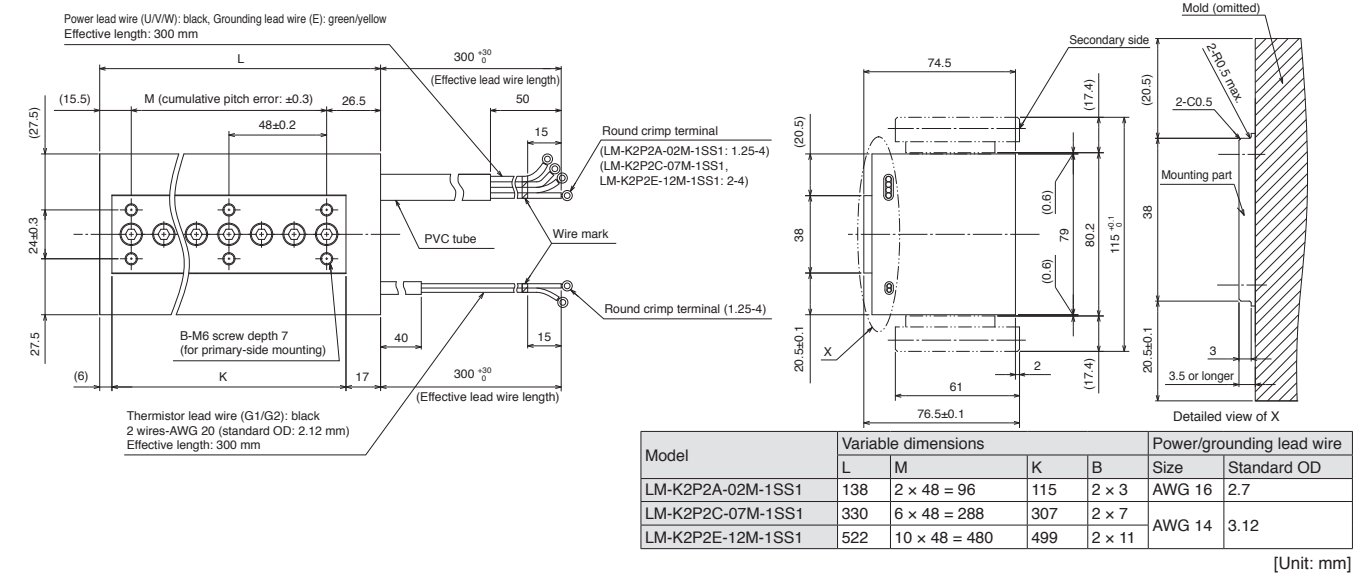 Power lead wire (U/V/W): black, Grounding lead wire (E): green/yellow
Effective length: 300 mm
L
300 +30 0
(Effective lead wire length)
(15.5)
M (cumulative pitch error: ±0.3)
26.5
50
(27.5)
48±0.2
15
Round crimp terminal
(LM-K2P2A-02M-1SS1: 1.25-4)
(LM-K2P2C-07M-1SS1,
LM-K2P2E-12M-1SS1: 2-4)
24±0.3
PVC tube
Wire mark
Round crimp terminal (1.25-4)
27.5
B-M6 screw depth 7
(for primary-side mounting)
40
15
(6)
K
17
300 +30 0
(Effective lead wire length)
Thermistor lead wire (G1/G2): black
2 wires-AWG 20 (standard OD: 2.12 mm)
Effective length: 300 mm
Secondary side
74.5
(17.4)
(20.5)
38
(0.6)
79
80.2
115 +0.1 0
(0.6)
20.5±0.1
X
2
(17.4)
61
76.5±0.1
Mold (omitted)
2-R0.5 max.
(20.5)
2-C0.5
Mounting part
38
20.5±0.1
3
3.5 or longer
Detailed view of X
Model
Variable dimensions
Power/grounding lead wire
L M K B Size Standard OD
LM-K2P2A-02M-1SS1 138 2 × 48 = 96 115 2 × 3 AWG 16 2.7
LM-K2P2C-07M-1SS1 330 6 × 48 = 288 307 2 × 7 AWG 14 3.12
LM-K2P2E-12M-1SS1 522 10 × 48 = 480 499 2 × 11
[Unit: mm]